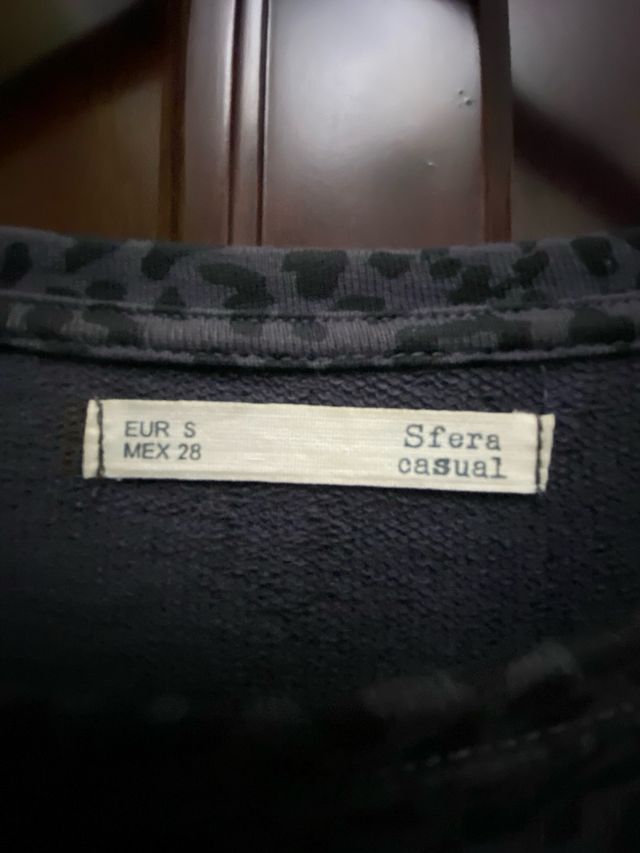 EUR S
MEX 28
Sfera
casual